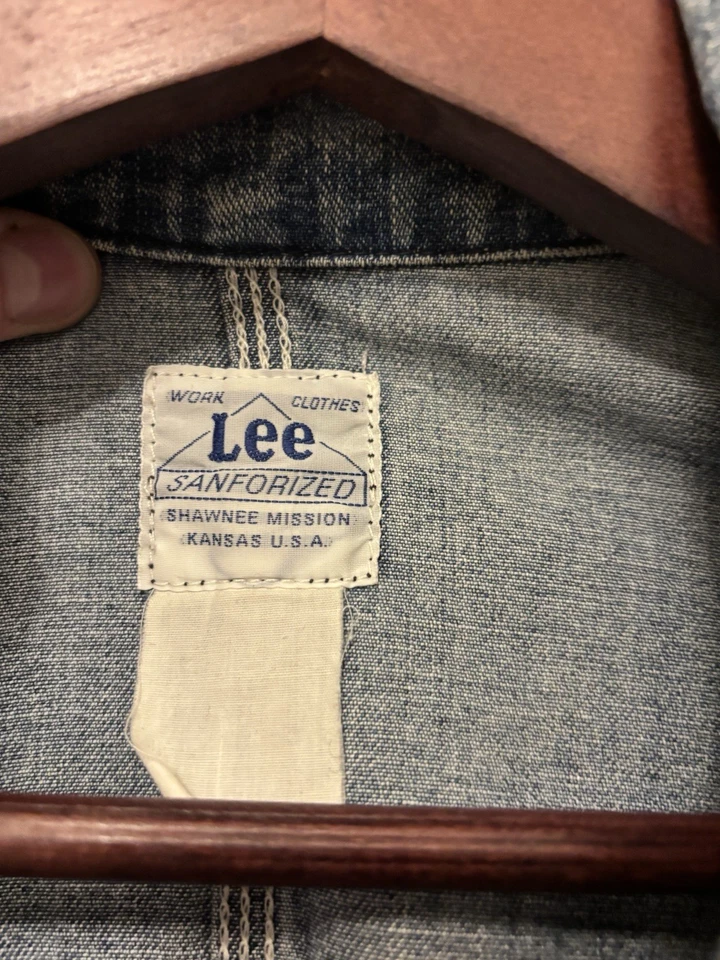 WORK CLOTHES
Lee
SANFORIZED
SHAWNEE MISSION
KANSAS U.S.A.